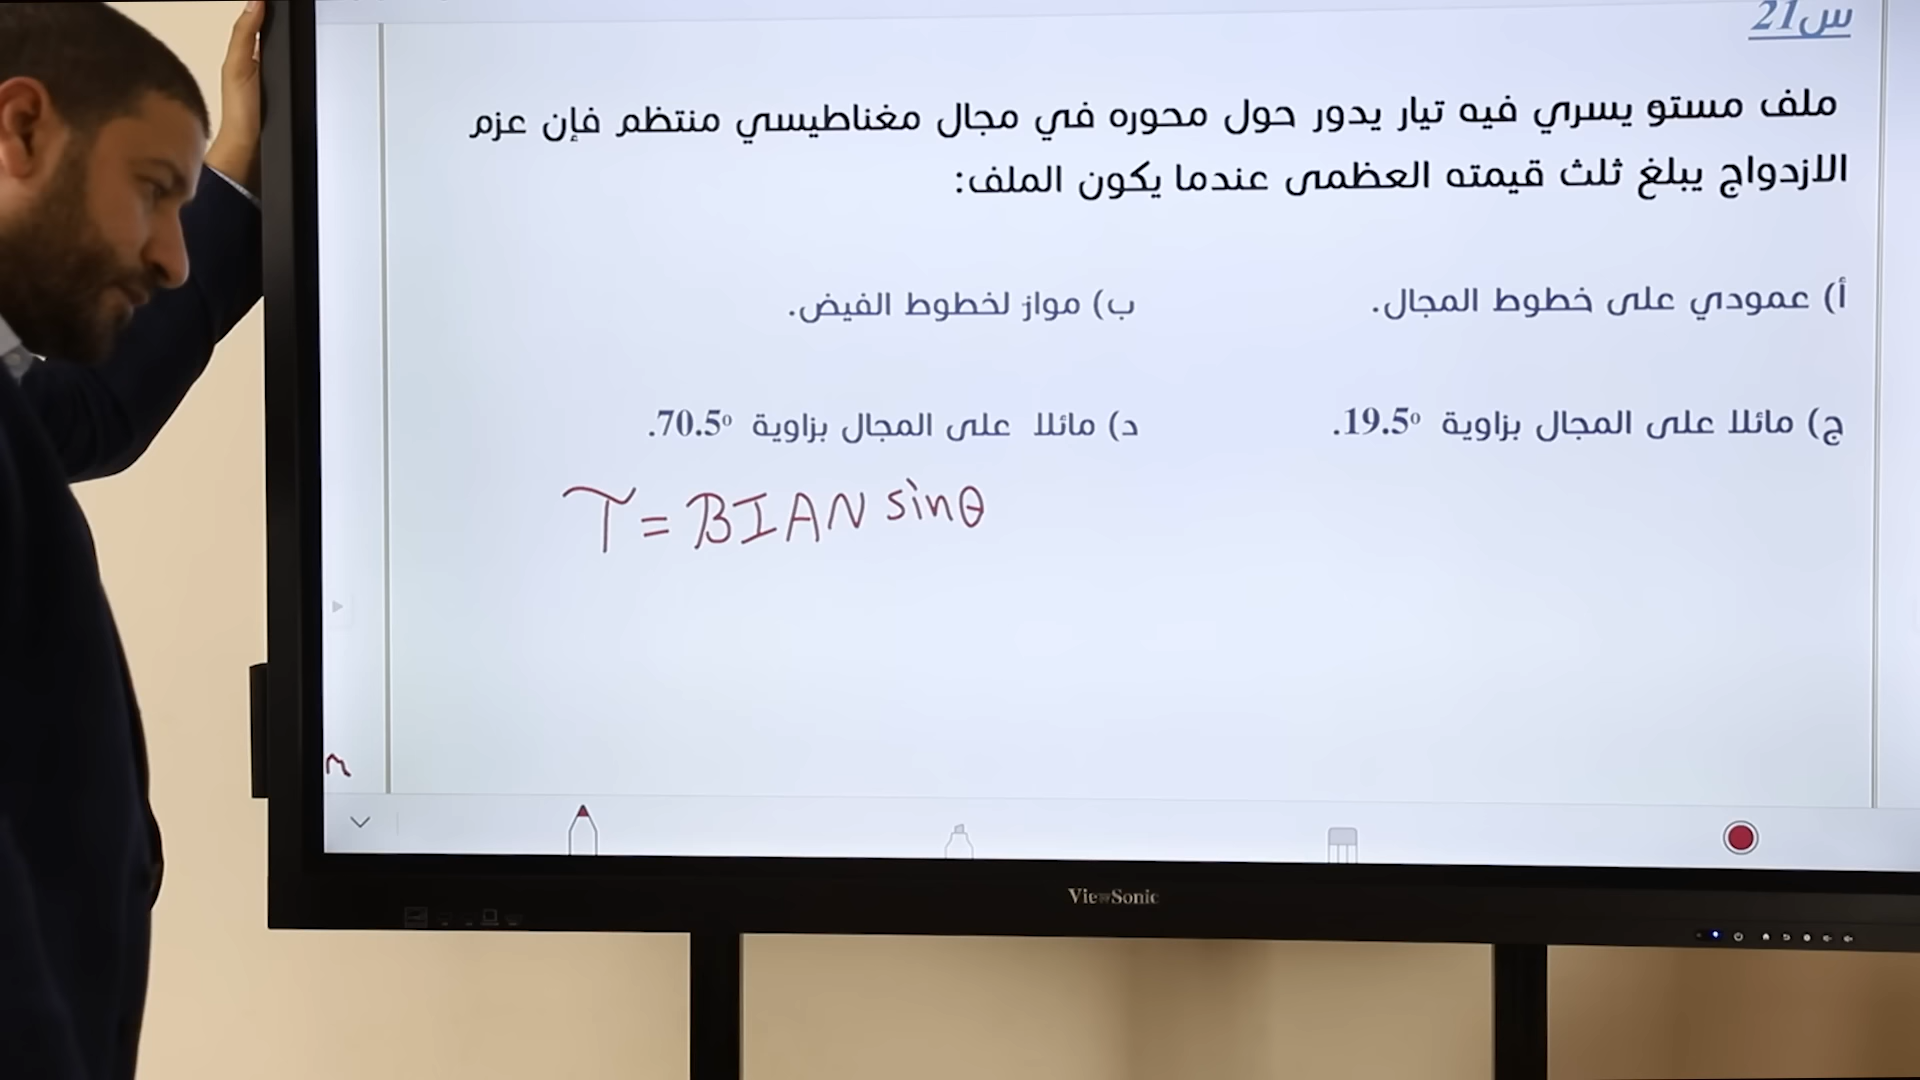 س21
ملف مستو يسري فيه تيار يدور حول محوره في مجال مغناطيسي منتظم فإن عزم
الازدواج يبلغ ثلث قيمته العظمى عندما يكون الملف:
أ) عمودي على خطوط المجال.
ب) مواز لخطوط الفيض.
ج) مائلا على المجال بزاوية 19.5⁰.
د) مائلا على المجال بزاوية 70.5⁰.
τ = BIAN sinθ
ViewSonic